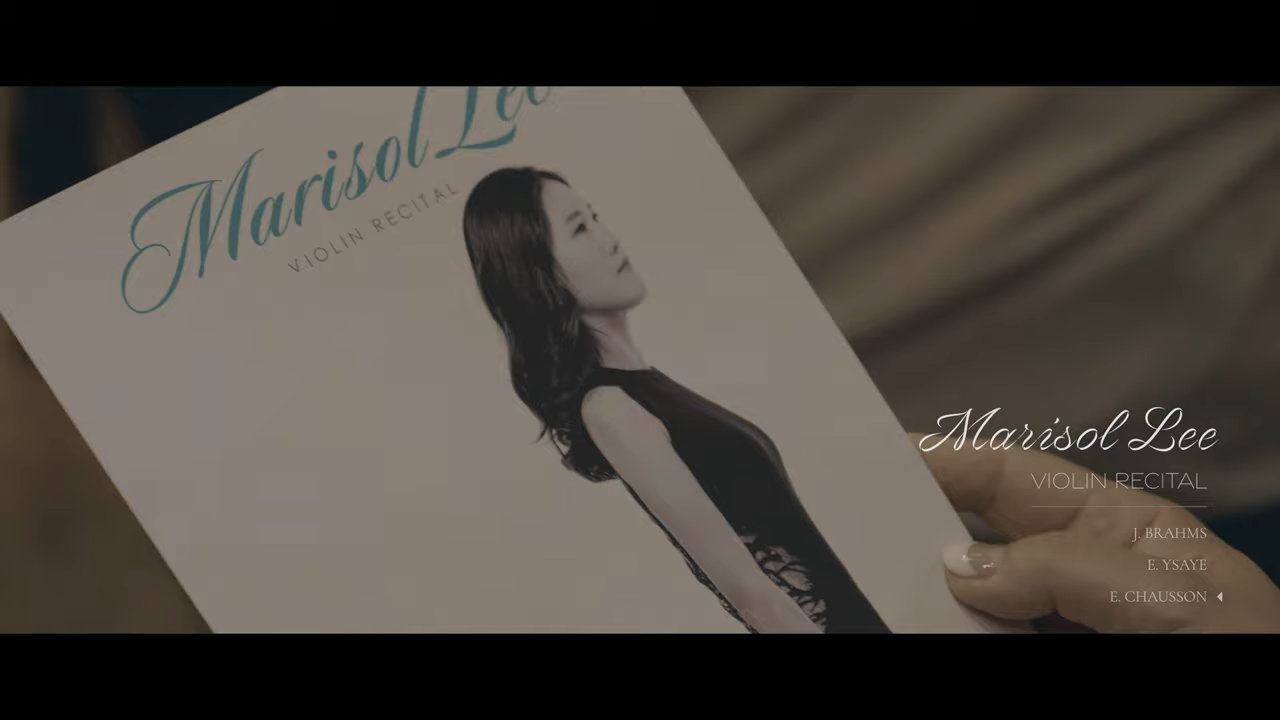 Marisol Lee
VIOLIN RECITAL
Marisol Lee
VIOLIN RECITAL
J. BRAHMS
E. YSAYE
E. CHAUSSON